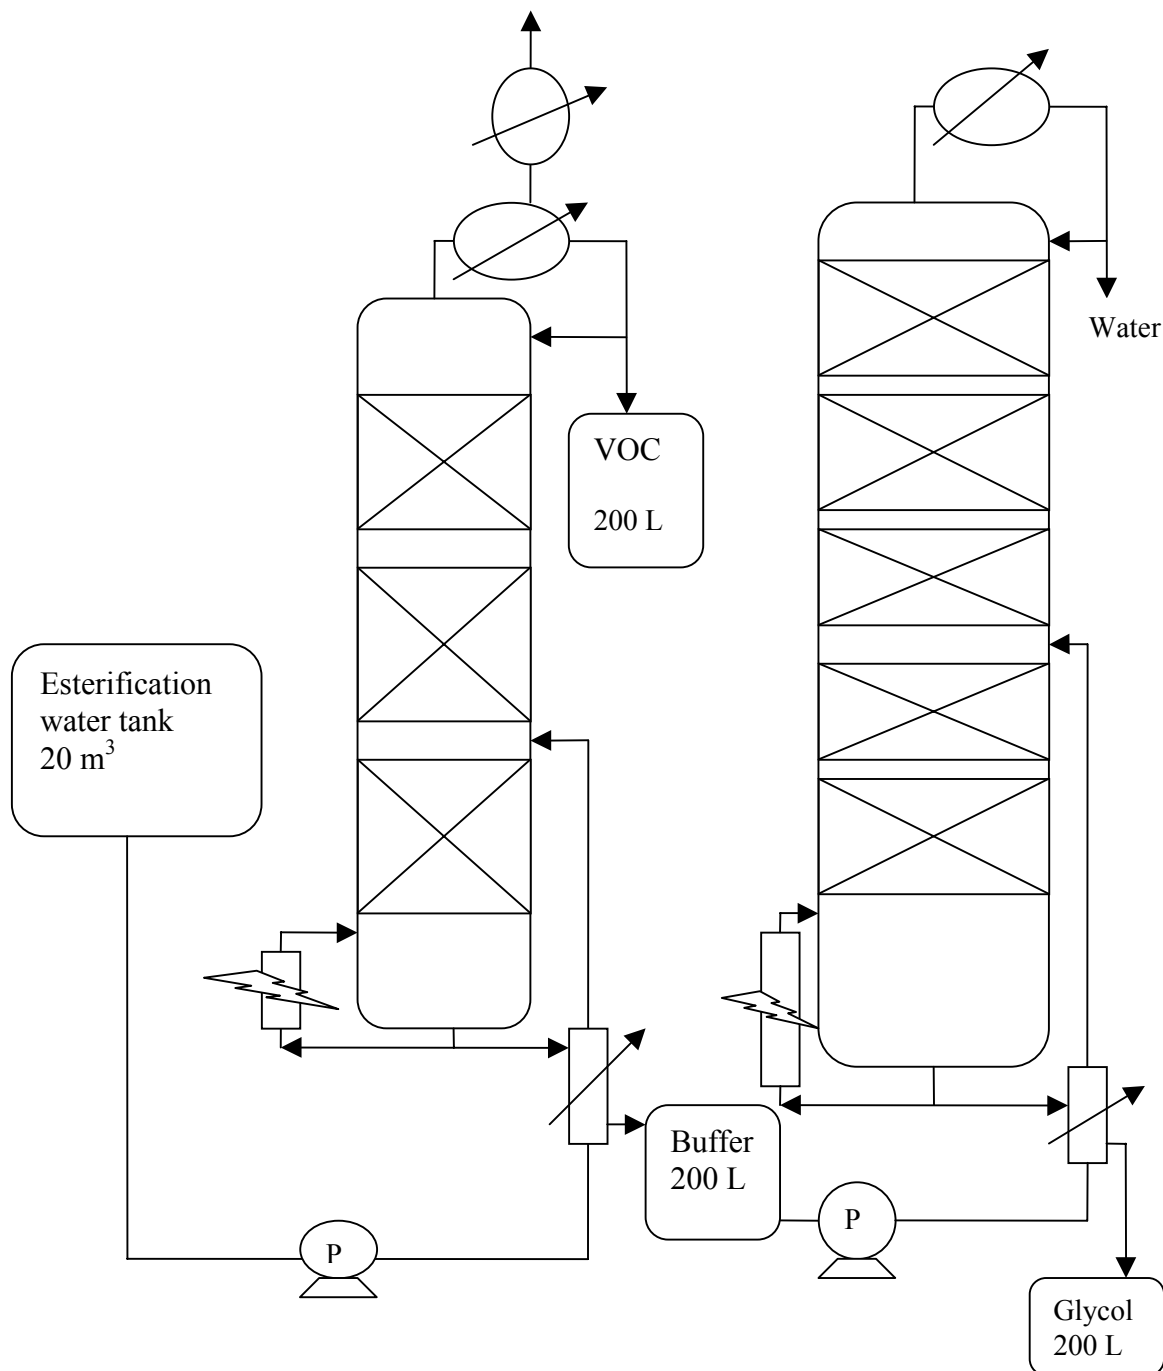 Water
VOC
200 L
Esterification
water tank
20 m³
Buffer
200 L
P
P
Glycol
200 L